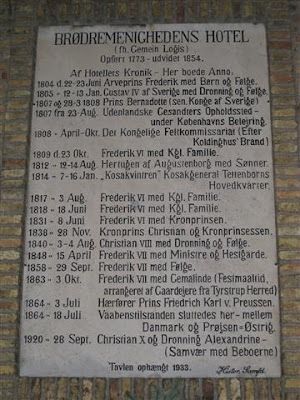 BRØDREMENIGHEDENS HOTEL
(fh. Gemein Logis)
Opført 1773 - udvidet 1854.
Af Hotellets Kronik - Her boede Anno.
1804 d. 22-23 Juni Arveprins Frederik med Børn og Følge.
1805 - 12-13 Jan. Gustav IV af Sverige med Dronning og Følge.
1807 og 28-3 1808 Prins Bernadotte (sen. Konge af Sverige)
1807 fra 23 Aug. Udenlandske Gesandters Opholdssted -
under Københavns Belejring.
1808 - April-Okt. Der Kongelige Feltkommissariat (Efter
Koldinghus' Brand)
1809 d. 23 Okt. Frederik VI med Kgl. Familie.
1812 - 12-14 Aug. Hertugen af Augustenborg med Sønner.
1814 - 7-16 Jan. "Kosakvintren" Kosakgeneral Tettenborns
Hovedkvarter.
1817 - 3 Aug. Frederik VI med Kgl. Familie.
1818 - 18 Juni Frederik VI med Kgl. Familie.
1831 - 8 Juni Frederik VI med Kronprinsen.
1838 - 28 Nov. Kronprins Christian og Kronprinsessen.
1840 - 3-4 Aug. Christian VIII med Dronning og Følge.
1848 - 15 April Frederik VII med Ministre og Hestgarde.
1858 - 29 Sept. Frederik VII med Følge.
1863 - 3 Okt. Frederik VII med Gemalinde (Festmaaltid,
arrangeret af Gaardejere fra Tyrstrup Herred)
1864 - 3 Juli Hærfører Prins Friedrich Karl v. Preussen.
1864 - 18 Juli Vaabenstilstanden sluttedes her - mellem
Danmark og Prøjsen-Østrig.
1920 - 28 Sept. Christian X og Dronning Alexandrine -
(Samvær med Beboerne)
Tavlen ophængt 1933.